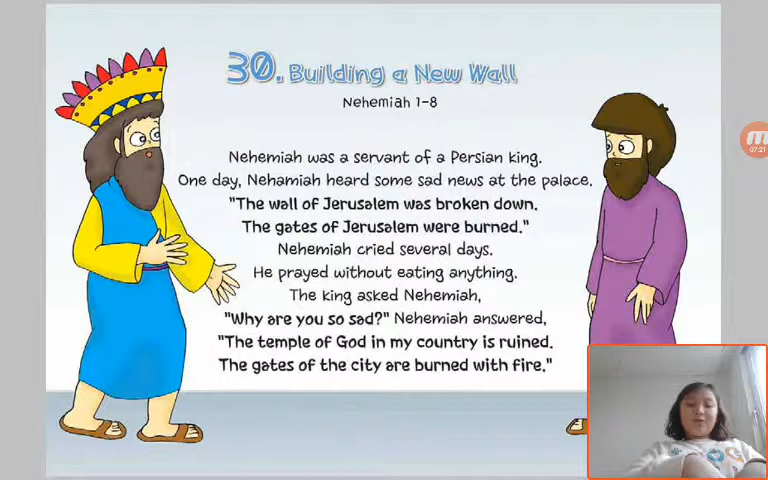 30. Building a New Wall
Nehemiah 1-8
Nehemiah was a servant of a Persian king.
One day, Nehamiah heard some sad news at the palace.
"The wall of Jerusalem was broken down.
The gates of Jerusalem were burned."
Nehemiah cried several days.
He prayed without eating anything.
The king asked Nehemiah,
"Why are you so sad?" Nehemiah answered,
"The temple of God in my country is ruined.
The gates of the city are burned with fire."
07:21